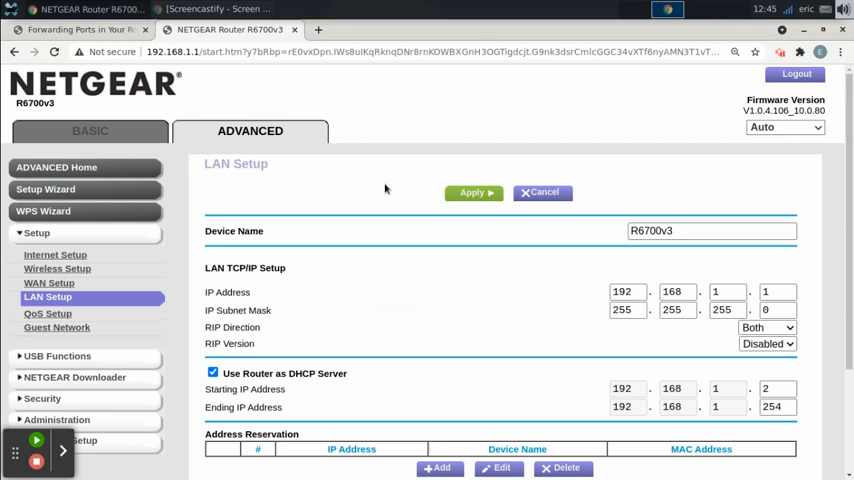 NETGEAR Router R6700...
[Screencastify - Screen ...
12:45
eric
Forwarding Ports in Your Ro
NETGEAR Router R6700v3
Not secure
192.168.1.1/start.htm?
NETGEAR®
R6700v3
Logout
Firmware Version
V1.0.4.106_10.0.80
Auto
BASIC
ADVANCED
ADVANCED Home
Setup Wizard
WPS Wizard
Setup
Internet Setup
Wireless Setup
WAN Setup
LAN Setup
QoS Setup
Guest Network
USB Functions
NETGEAR Downloader
Security
Administration
Setup
LAN Setup
Apply
Cancel
Device Name R6700v3
LAN TCP/IP Setup
IP Address 192 . 168 . 1 . 1
IP Subnet Mask 255 . 255 . 255 . 0
RIP Direction Both
RIP Version Disabled
Use Router as DHCP Server
Starting IP Address 192 . 168 . 1 . 2
Ending IP Address 192 . 168 . 1 . 254
Address Reservation
# IP Address Device Name MAC Address
Add Edit Delete